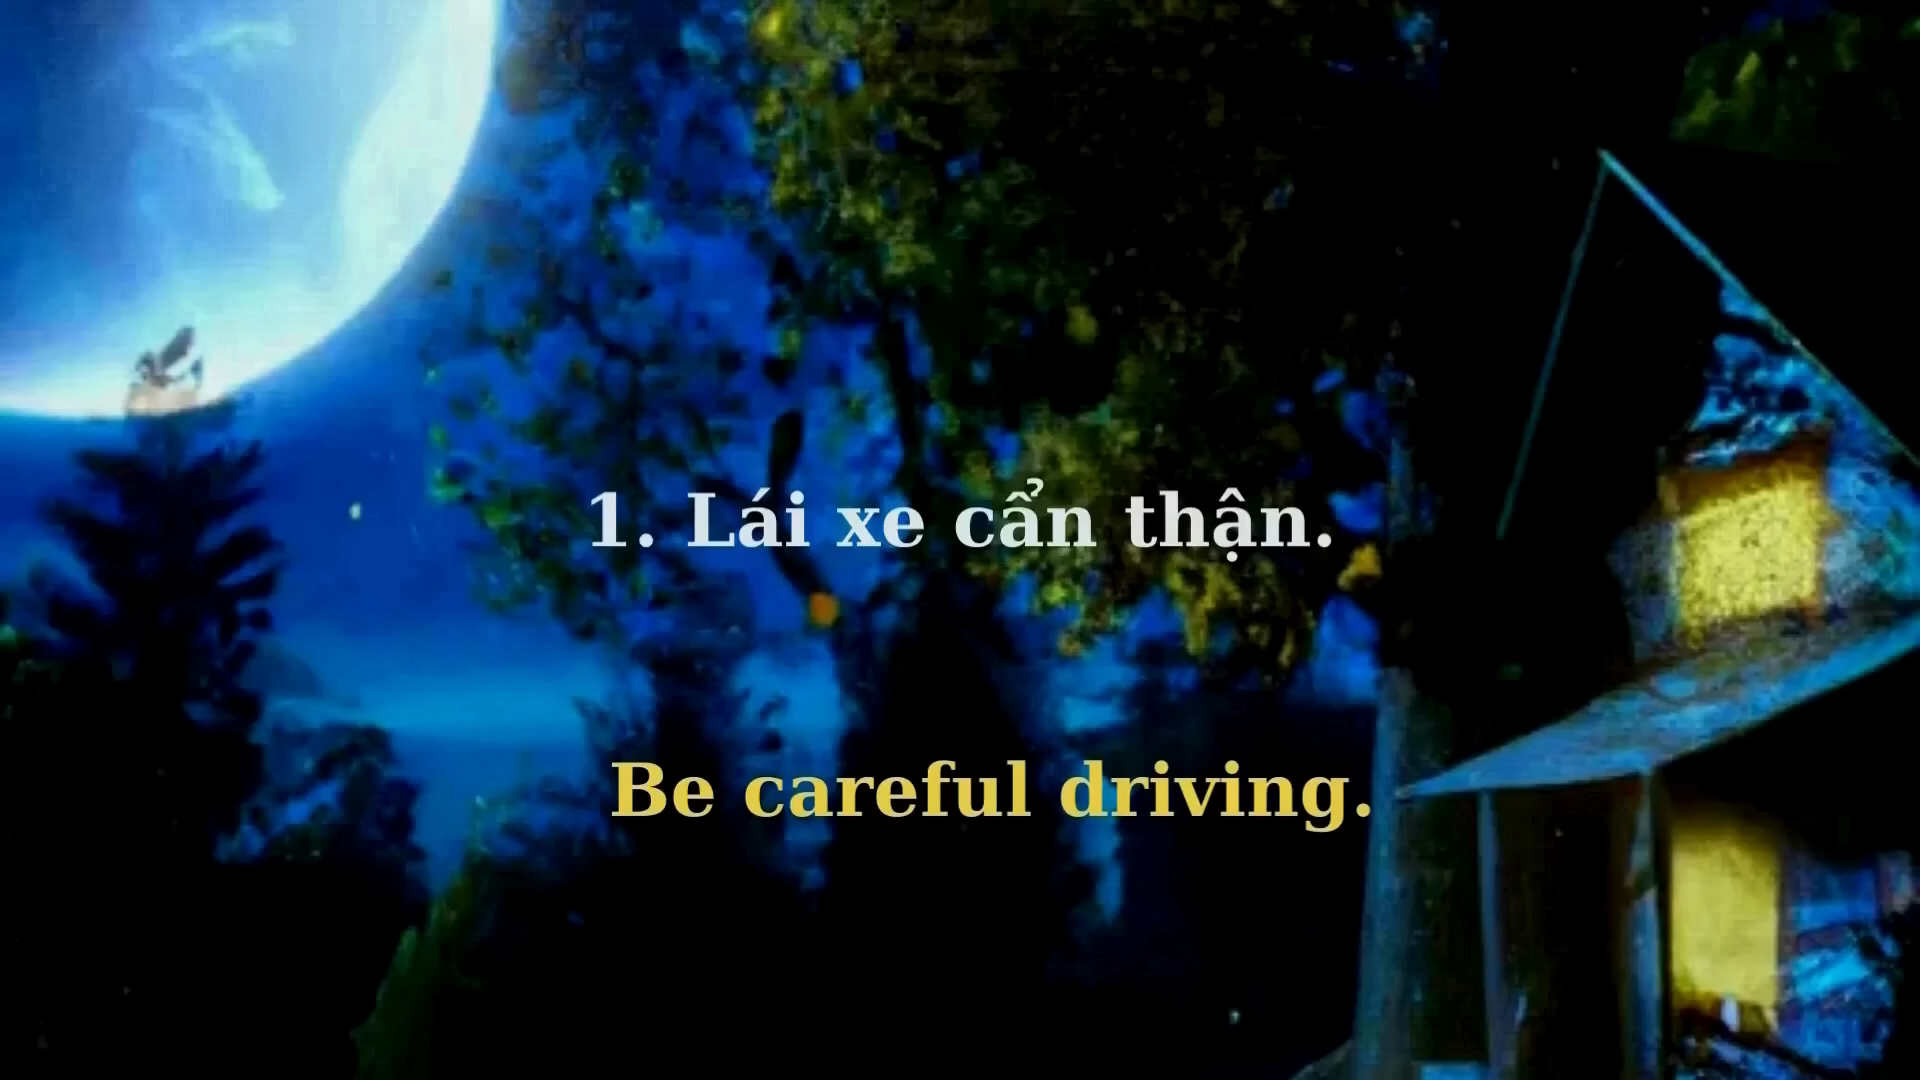 1. Lái xe cẩn thận.
Be careful driving.